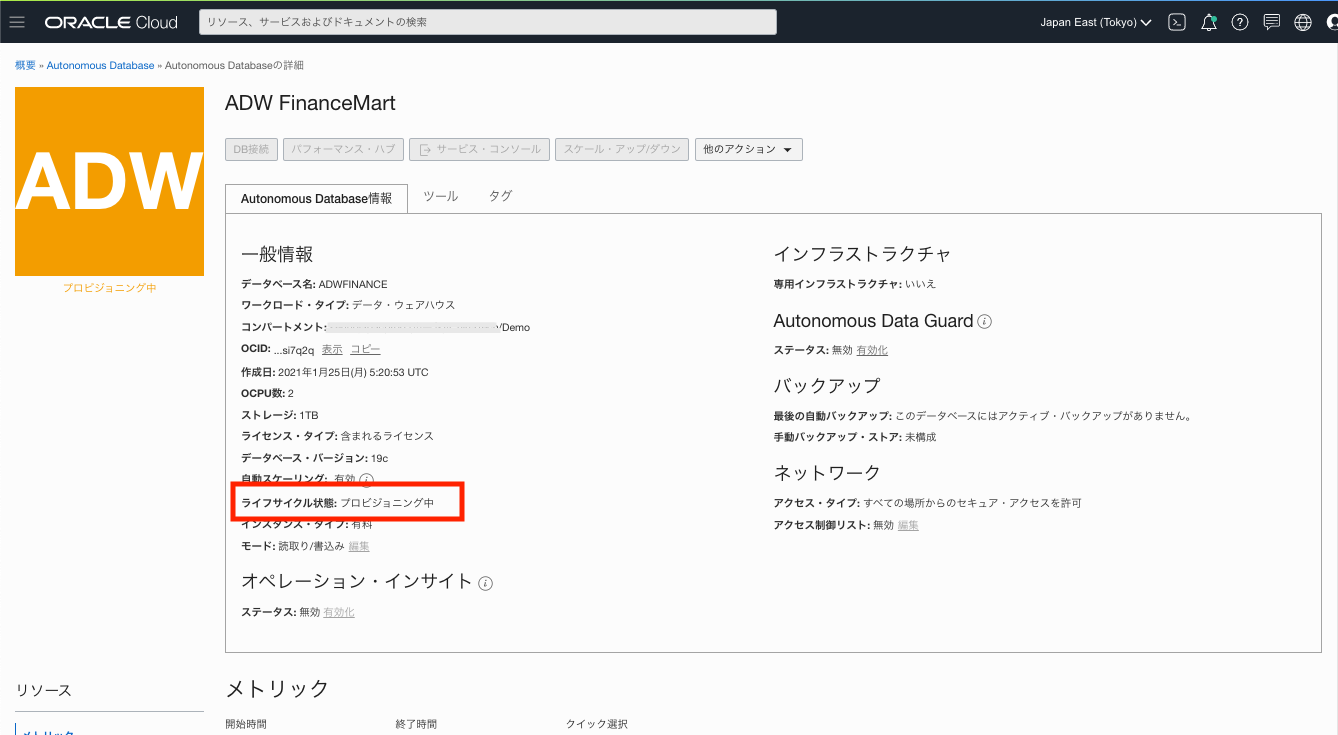 ORACLE Cloud
リソース、サービスおよびドキュメントの検索
Japan East (Tokyo)
概要 » Autonomous Database » Autonomous Databaseの詳細
ADW
プロビジョニング中
ADW FinanceMart
DB接続 パフォーマンス・ハブ サービス・コンソール スケール・アップ/ダウン 他のアクション
Autonomous Database情報 ツール タグ
一般情報
データベース名: ADWFINANCE
ワークロード・タイプ: データ・ウェアハウス
コンパートメント: /Demo
OCID: ...si7q2q 表示 コピー
作成日: 2021年1月25日(月) 5:20:53 UTC
OCPU数: 2
ストレージ: 1TB
ライセンス・タイプ: 含まれるライセンス
データベース・バージョン: 19c
自動スケーリング: 有効
ライフサイクル状態: プロビジョニング中
インスタンス・タイプ: 有料
モード: 読取り/書込み 編集
オペレーション・インサイト
ステータス: 無効 有効化
インフラストラクチャ
専用インフラストラクチャ: いいえ
Autonomous Data Guard
ステータス: 無効 有効化
バックアップ
最後の自動バックアップ: このデータベースにはアクティブ・バックアップがありません。
手動バックアップ・ストア: 未構成
ネットワーク
アクセス・タイプ: すべての場所からのセキュア・アクセスを許可
アクセス制御リスト: 無効 編集
リソース
メトリック
メトリック
開始時間 終了時間 クイック選択